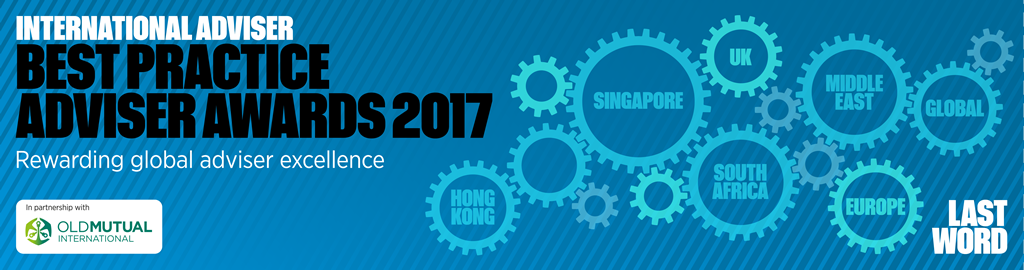 INTERNATIONAL ADVISER
BEST PRACTICE
ADVISER AWARDS 2017
Rewarding global adviser excellence
In partnership with
OLDMUTUAL
INTERNATIONAL
HONG
KONG
SINGAPORE
UK
SOUTH
AFRICA
MIDDLE
EAST
EUROPE
GLOBAL
LAST
WORD